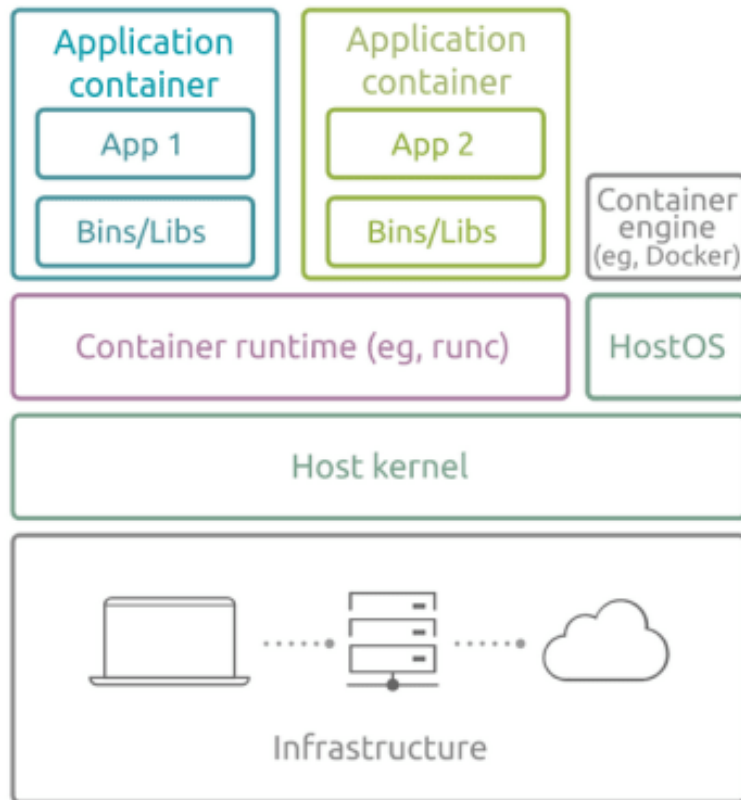 Application
container
App 1
Bins/Libs
Application
container
App 2
Bins/Libs
Container
engine
(eg, Docker)
Container runtime (eg, runc)
HostOS
Host kernel
Infrastructure